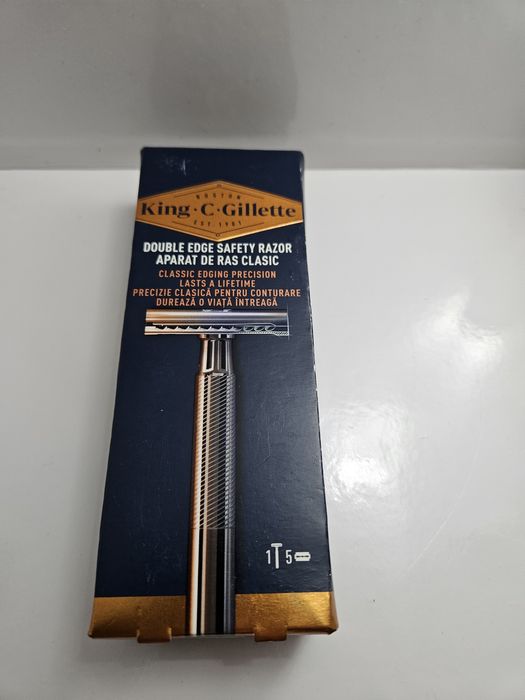 BOSTON
King·C·Gillette
EST. 1901
DOUBLE EDGE SAFETY RAZOR
APARAT DE RAS CLASIC
CLASSIC EDGING PRECISION
LASTS A LIFETIME
PRECIZIE CLASICĂ PENTRU CONTURARE
DUREAZĂ O VIAȚĂ ÎNTREAGĂ
1 5